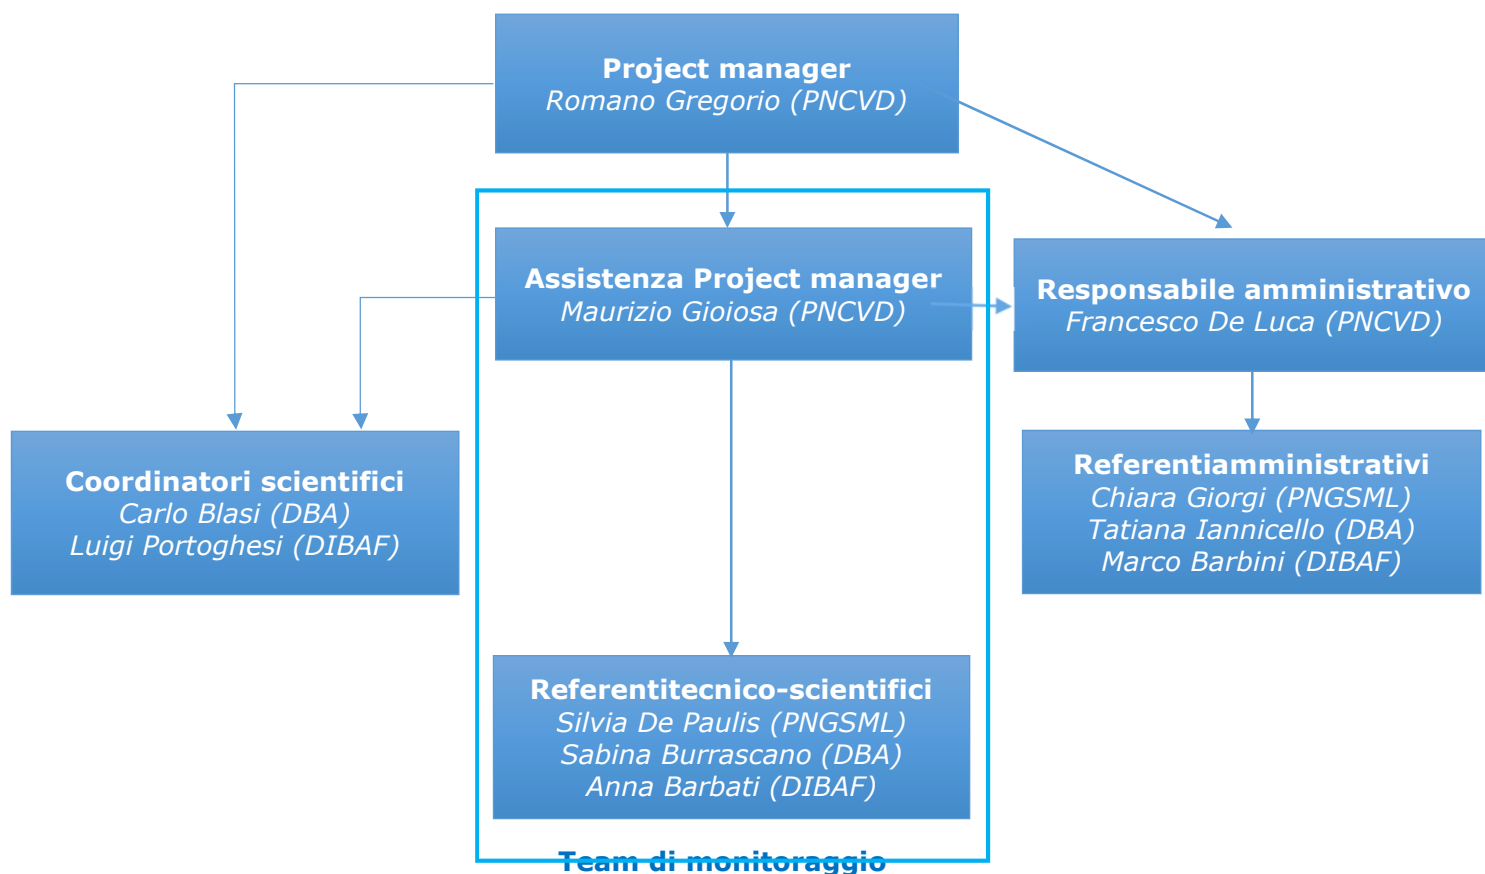 Project manager
Romano Gregorio (PNCVD)
Assistenza Project manager
Maurizio Gioiosa (PNCVD)
Responsabile amministrativo
Francesco De Luca (PNCVD)
Coordinatori scientifici
Carlo Blasi (DBA)
Luigi Portoghesi (DIBAF)
Referentiamministrativi
Chiara Giorgi (PNGSML)
Tatiana Iannicello (DBA)
Marco Barbini (DIBAF)
Referentitecnico-scientifici
Silvia De Paulis (PNGSML)
Sabina Burrascano (DBA)
Anna Barbati (DIBAF)
Team di monitoraggio